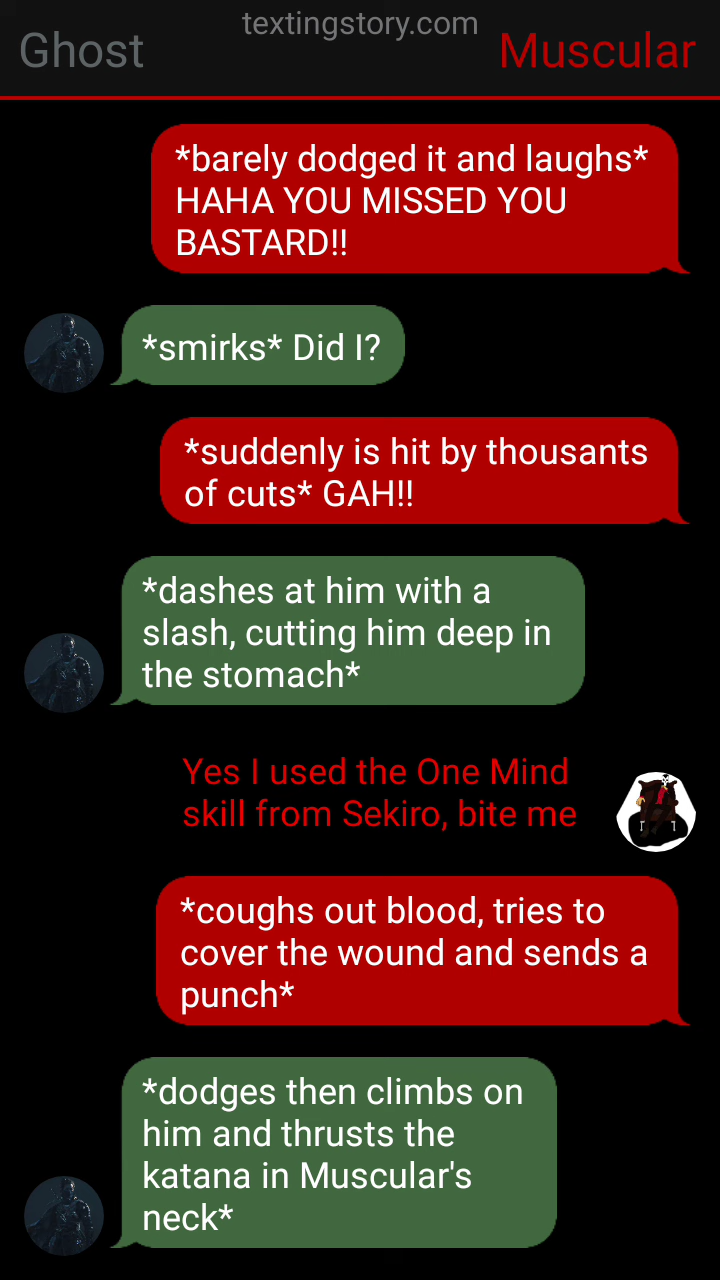 textingstory.com
Ghost
Muscular
*barely dodged it and laughs*
HAHA YOU MISSED YOU
BASTARD!!
*smirks* Did I?
*suddenly is hit by thousants
of cuts* GAH!!
*dashes at him with a
slash, cutting him deep in
the stomach*
Yes I used the One Mind
skill from Sekiro, bite me
*coughs out blood, tries to
cover the wound and sends a
punch*
*dodges then climbs on
him and thrusts the
katana in Muscular's
neck*